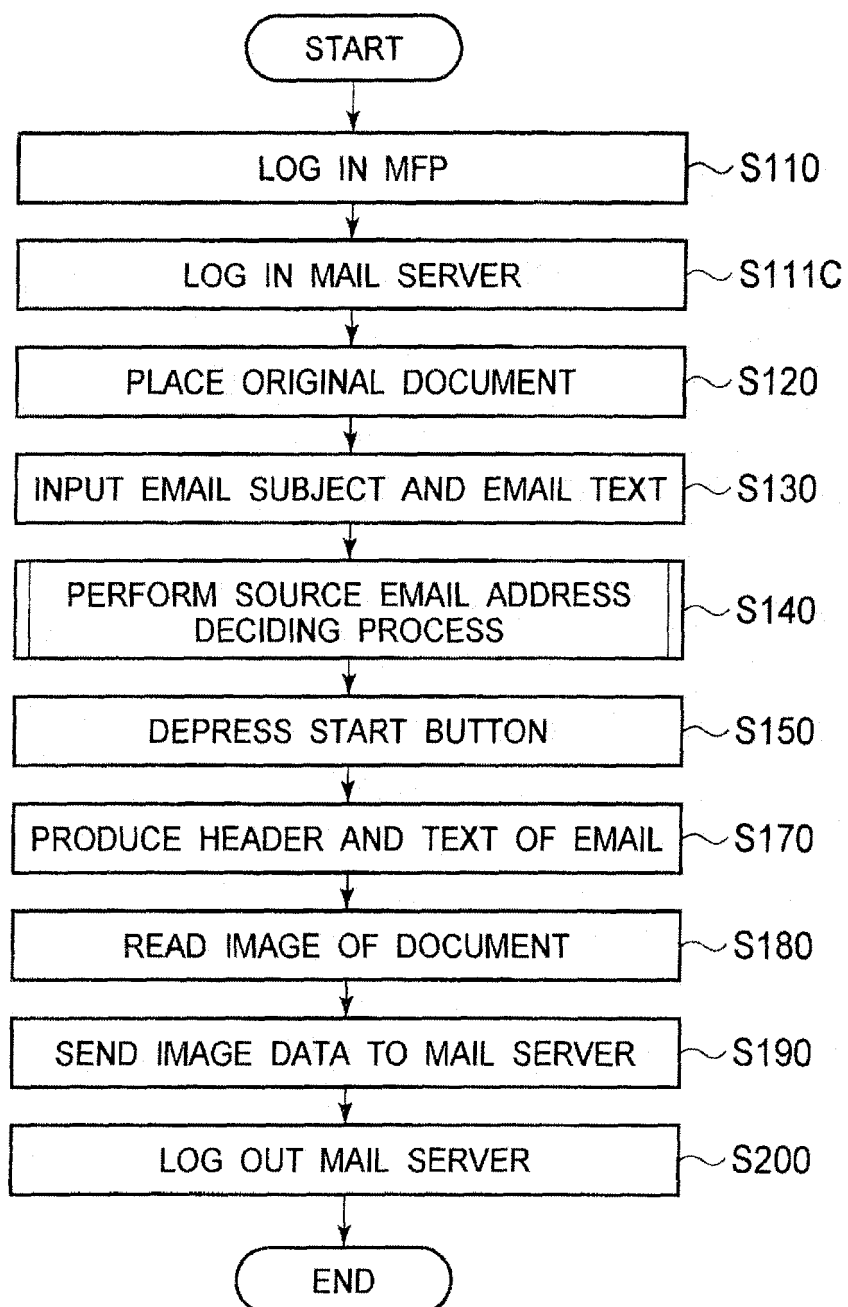 START
LOG IN MFP
S110
LOG IN MAIL SERVER
S111C
PLACE ORIGINAL DOCUMENT
S120
INPUT EMAIL SUBJECT AND EMAIL TEXT
S130
PERFORM SOURCE EMAIL ADDRESS
DECIDING PROCESS
S140
DEPRESS START BUTTON
S150
PRODUCE HEADER AND TEXT OF EMAIL
S170
READ IMAGE OF DOCUMENT
S180
SEND IMAGE DATA TO MAIL SERVER
S190
LOG OUT MAIL SERVER
S200
END